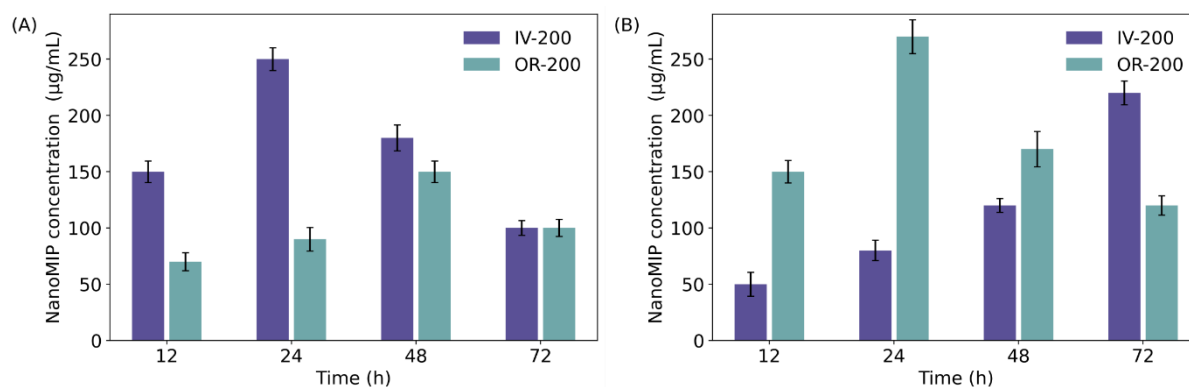 (A)
NanoMIP concentration (µg/mL)
250
200
150
100
50
0
IV-200
OR-200
12 24 48 72
Time (h)
(B)
NanoMIP concentration (µg/mL)
250
200
150
100
50
0
IV-200
OR-200
12 24 48 72
Time (h)